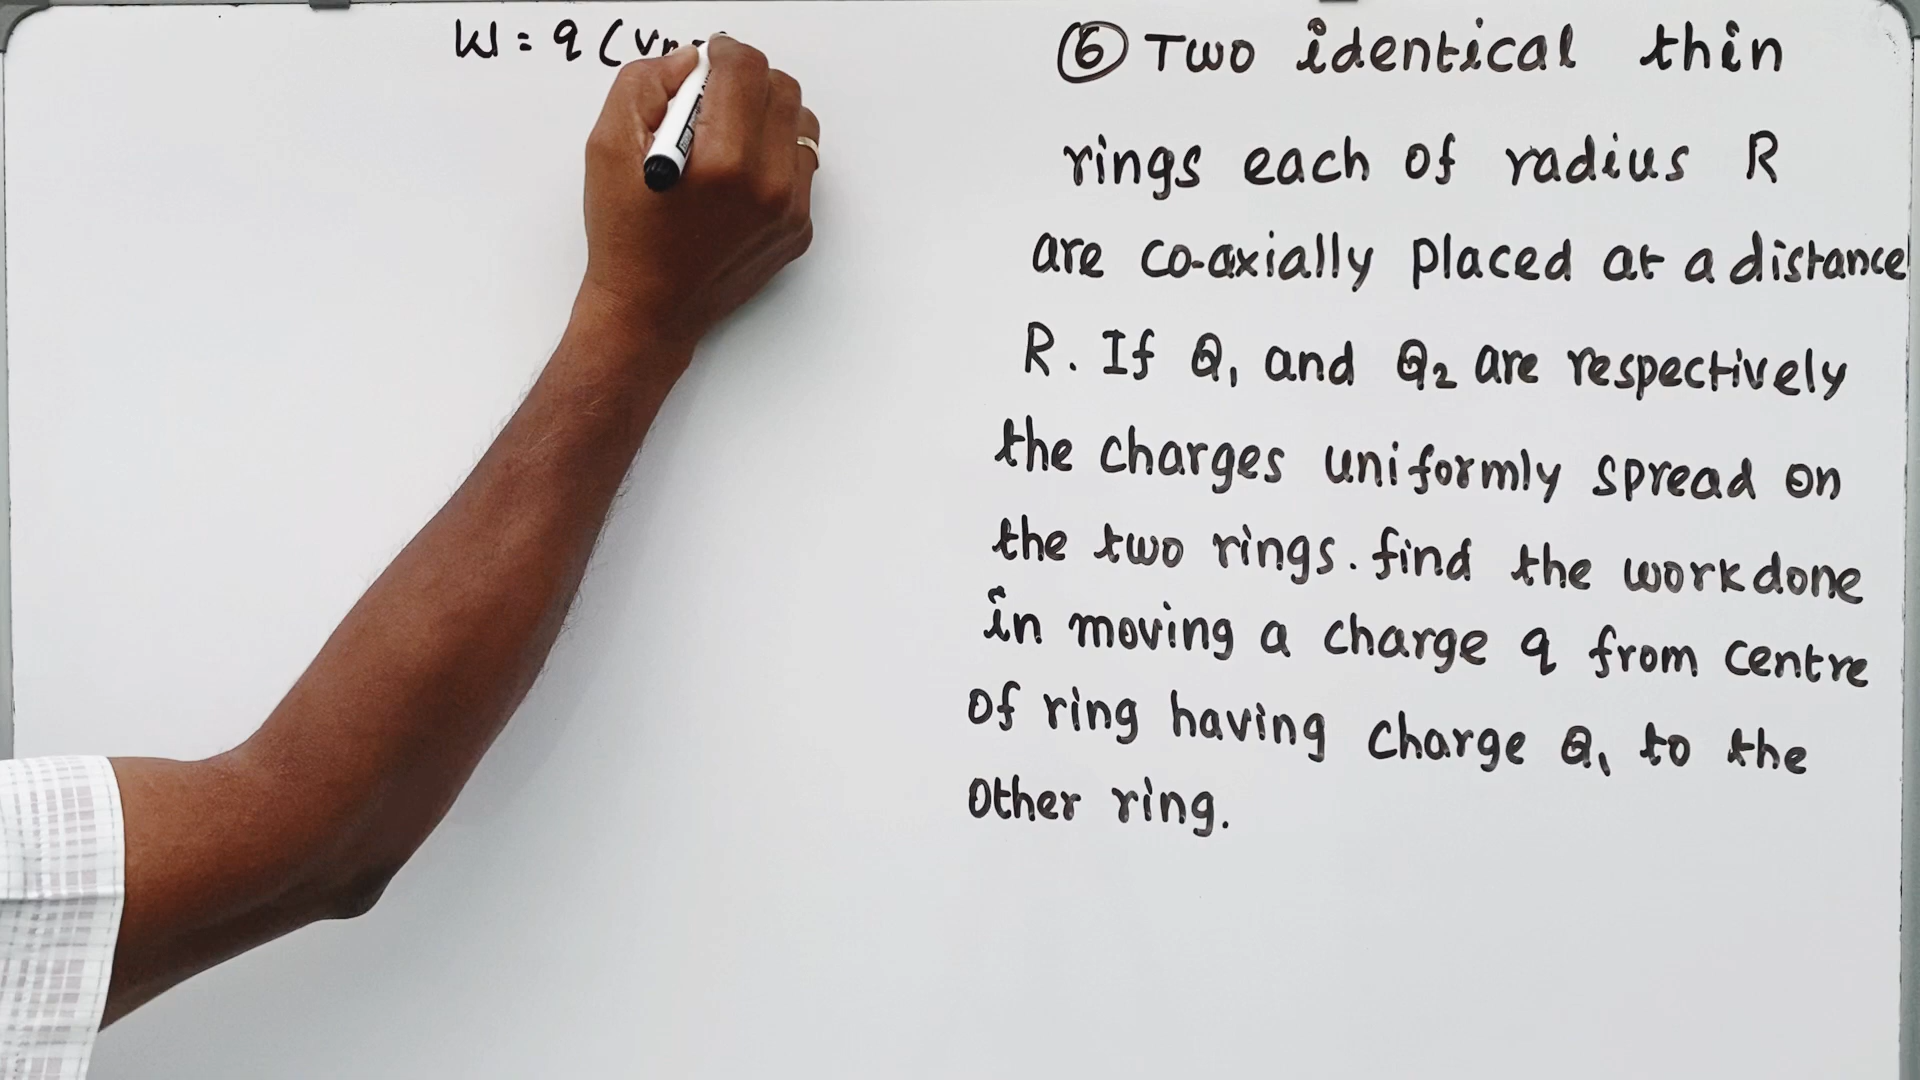 W = q (V
⑥ Two identical thin
rings each of radius R
are co-axially placed at a distance
R. If Q₁ and Q₂ are respectively
the charges uniformly spread on
the two rings. find the workdone
in moving a charge q from centre
of ring having charge Q₁ to the
other ring.